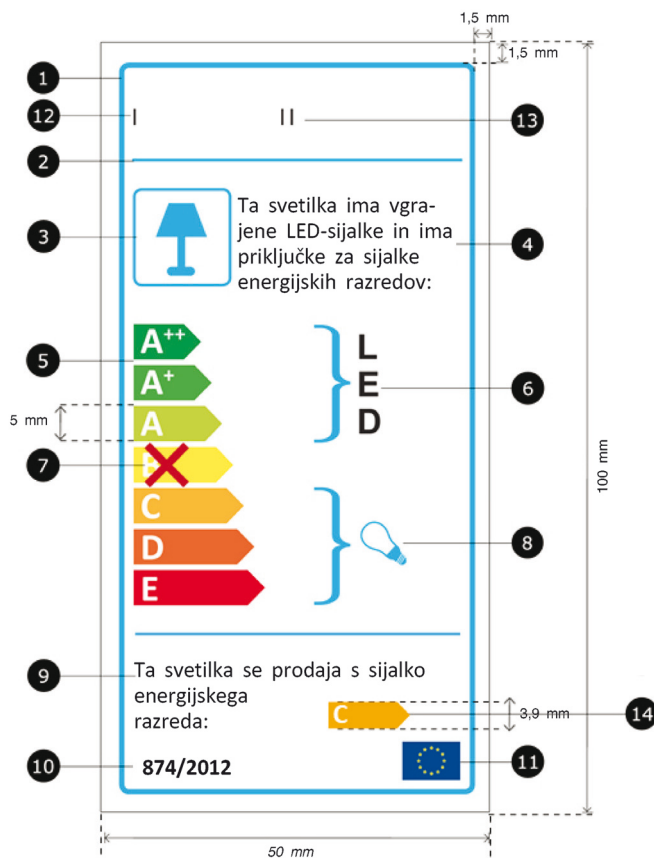 1,5 mm
1,5 mm
1
12
I
II
13
2
3
Ta svetilka ima vgra-
jene LED-sijalke in ima
priključke za sijalke
energijskih razredov:
4
5
A++
A+
A
L
E
D
6
5 mm
7
C
D
E
8
100 mm
9
Ta svetilka se prodaja s sijalko
energijskega
razreda:
C
3,9 mm
14
10
874/2012
11
50 mm